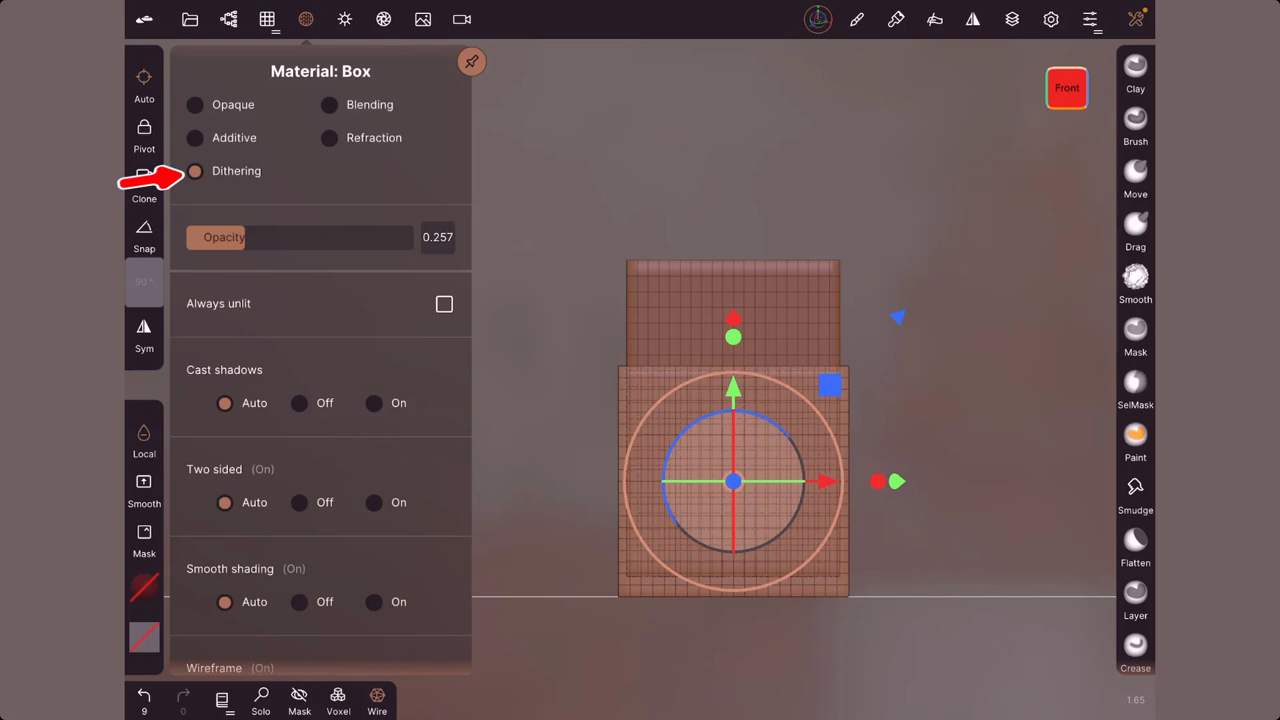 Material: Box
Opaque
Blending
Additive
Refraction
Dithering
Opacity
0.257
Always unlit
Cast shadows
Auto
Off
On
Two sided (On)
Auto
Off
On
Smooth shading (On)
Auto
Off
On
Wireframe (On)
Auto
Pivot
Clone
Snap
90 °
Sym
Local
Smooth
Mask
9
0
Solo
Mask
Voxel
Wire
Front
Clay
Brush
Move
Drag
Smooth
Mask
SelMask
Paint
Smudge
Flatten
Layer
Crease
1.65